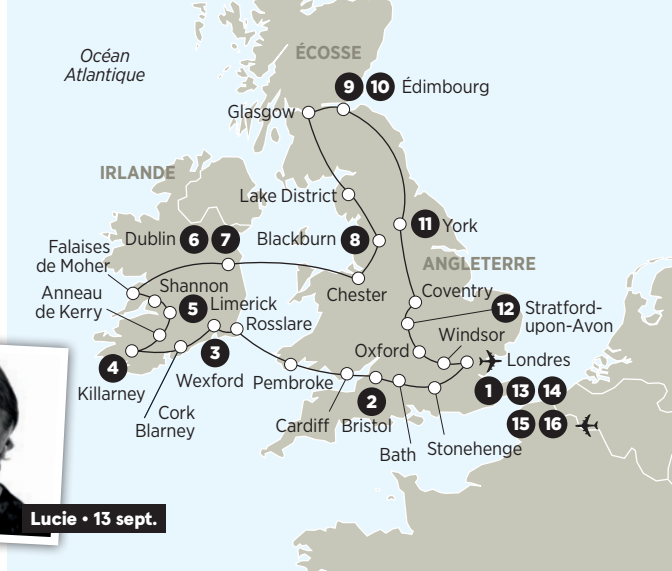 Océan
Atlantique
ÉCOSSE
9 10 Édimbourg
Glasgow
IRLANDE
Lake District
Dublin 6 7
Blackburn 8
11 York
Falaises
de Moher
ANGLETERRE
Shannon
Chester
Coventry
Anneau
de Kerry
5 Limerick
12 Stratford-
upon-Avon
Rosslare
Windsor
Oxford
Londres
3
4
Wexford
Pembroke
1 13 14
Killarney
2
Cork
Blarney
Cardiff
Bristol
15 16
Bath
Stonehenge
Lucie • 13 sept.